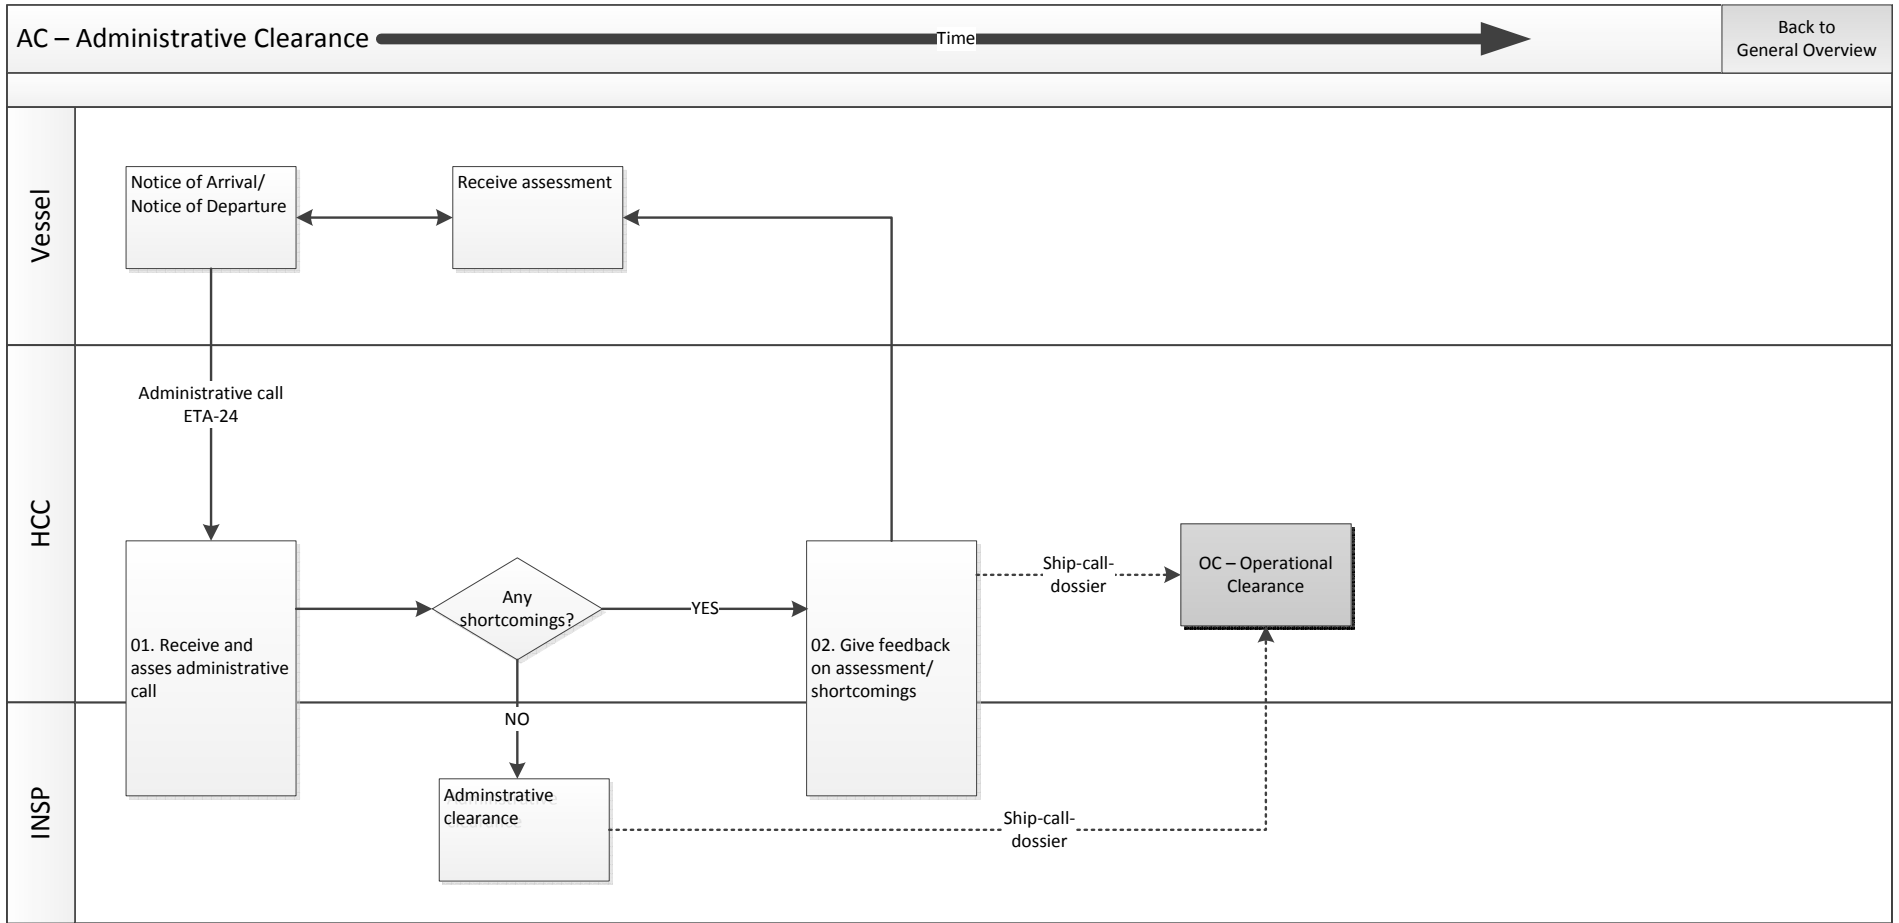 AC – Administrative Clearance
Time
Back to
General Overview
Vessel
Notice of Arrival/
Notice of Departure
Receive assessment
HCC
Administrative call
ETA-24
01. Receive and
asses administrative
call
Any
shortcomings?
YES
02. Give feedback
on assessment/
shortcomings
Ship-call-
dossier
OC – Operational
Clearance
INSP
NO
Adminstrative
clearance
Ship-call-
dossier